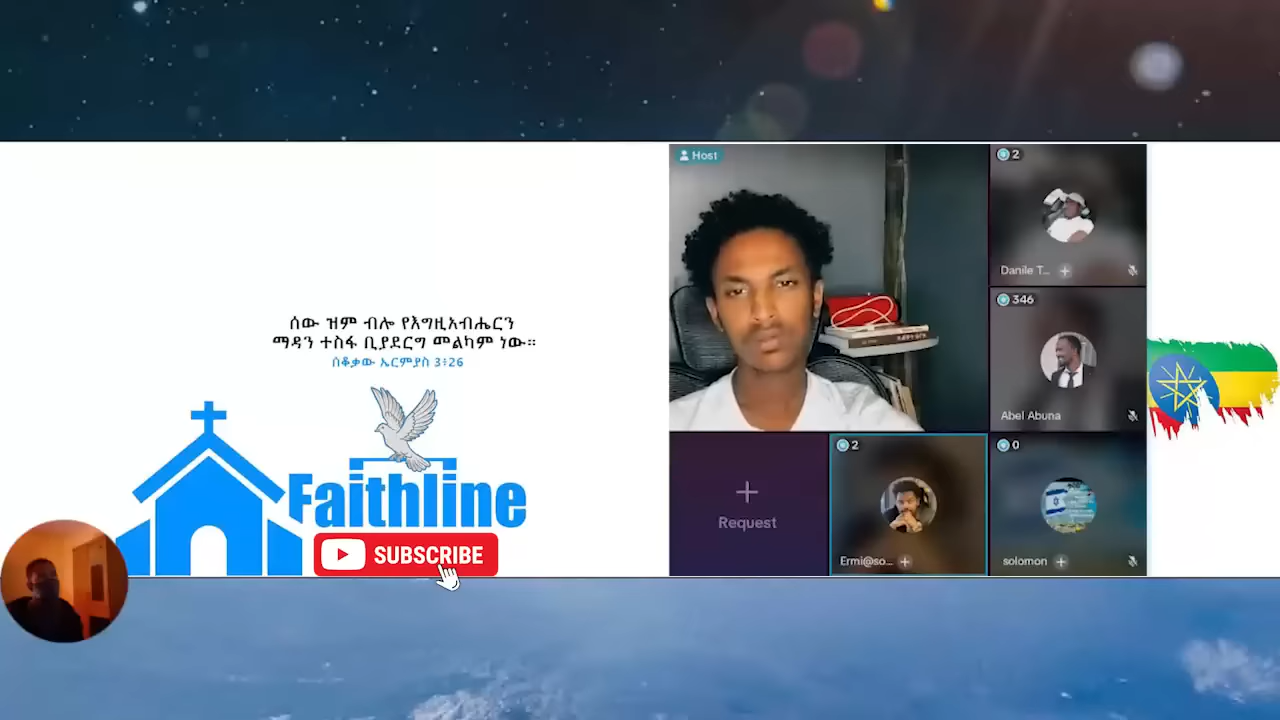 ሰው ዝም ብሎ የእግዚአብሔርን
ማዳን ተስፋ ቢያደርግ መልካም ነው።
ሰቆቃው ኤርምያስ 3፥26
Faithline
SUBSCRIBE
Host
2
Danile T...
346
Abel Abuna
Request
2
Ermi@so...
0
solomon